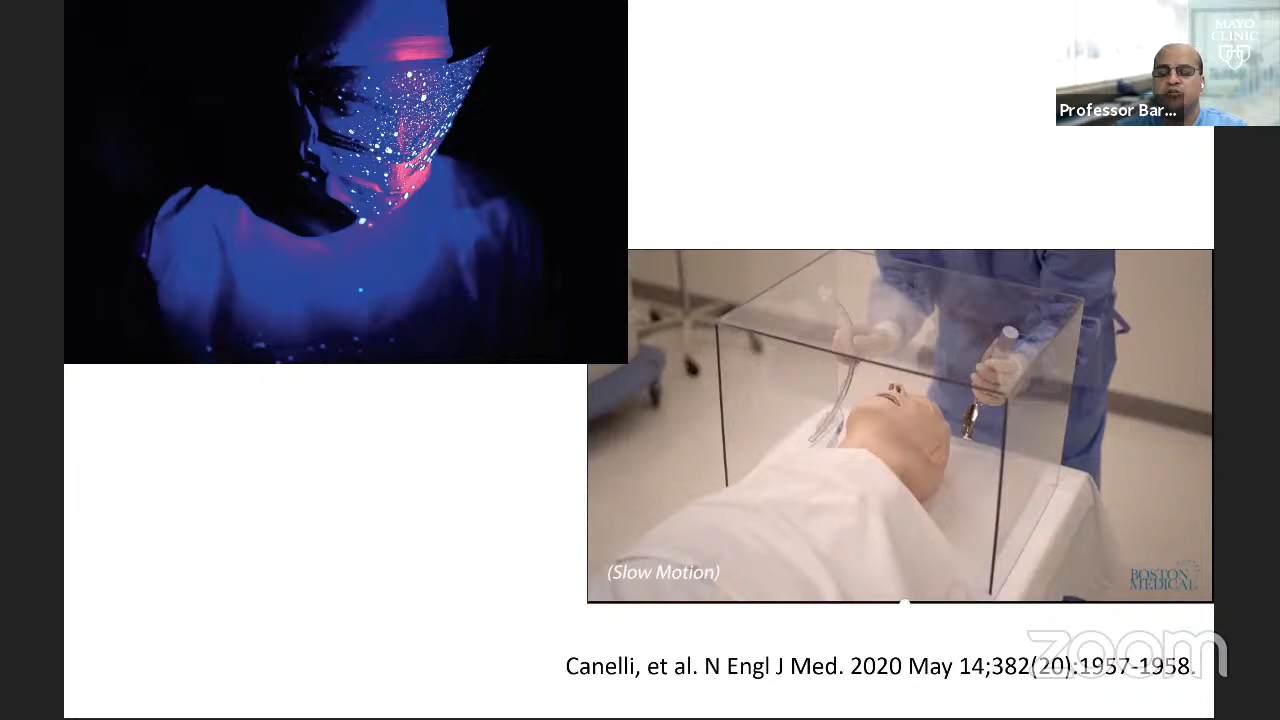 MAYO
CLINIC
Professor Bar...
(Slow Motion)
BOSTON
MEDICAL
Canelli, et al. N Engl J Med. 2020 May 14;382(20):1957-1958.
zoom